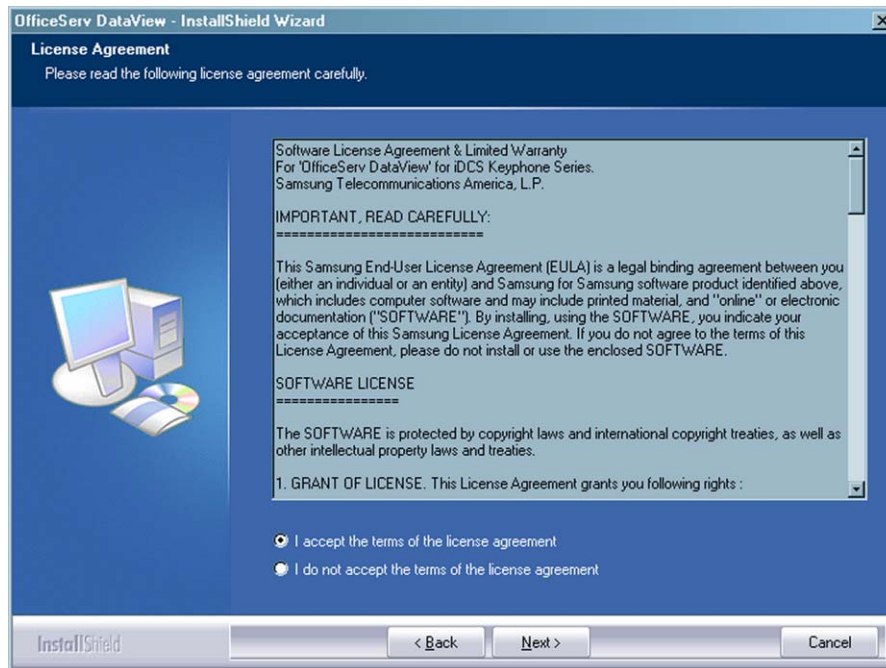 OfficeServ DataView - InstallShield Wizard
License Agreement
Please read the following license agreement carefully.
Software License Agreement & Limited Warranty
For 'OfficeServ DataView' for iDCS Keyphone Series.
Samsung Telecommunications America, L.P.
IMPORTANT, READ CAREFULLY:
===========================
This Samsung End-User License Agreement (EULA) is a legal binding agreement between you
(either an individual or an entity) and Samsung for Samsung software product identified above,
which includes computer software and may include printed material, and "online" or electronic
documentation ("SOFTWARE"). By installing, using the SOFTWARE, you indicate your
acceptance of this Samsung License Agreement. If you do not agree to the terms of this
License Agreement, please do not install or use the enclosed SOFTWARE.
SOFTWARE LICENSE
================
The SOFTWARE is protected by copyright laws and international copyright treaties, as well as
other intellectual property laws and treaties.
1. GRANT OF LICENSE. This License Agreement grants you following rights :
I accept the terms of the license agreement
I do not accept the terms of the license agreement
InstallShield
< Back
Next >
Cancel